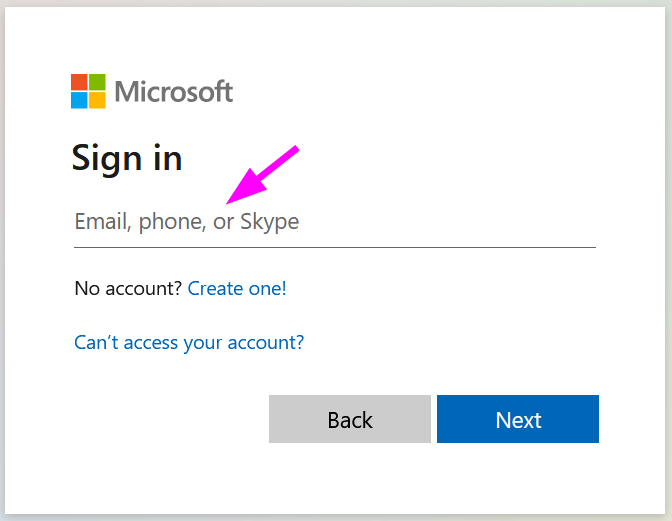 Microsoft
Sign in
Email, phone, or Skype
No account? Create one!
Can’t access your account?
Back Next